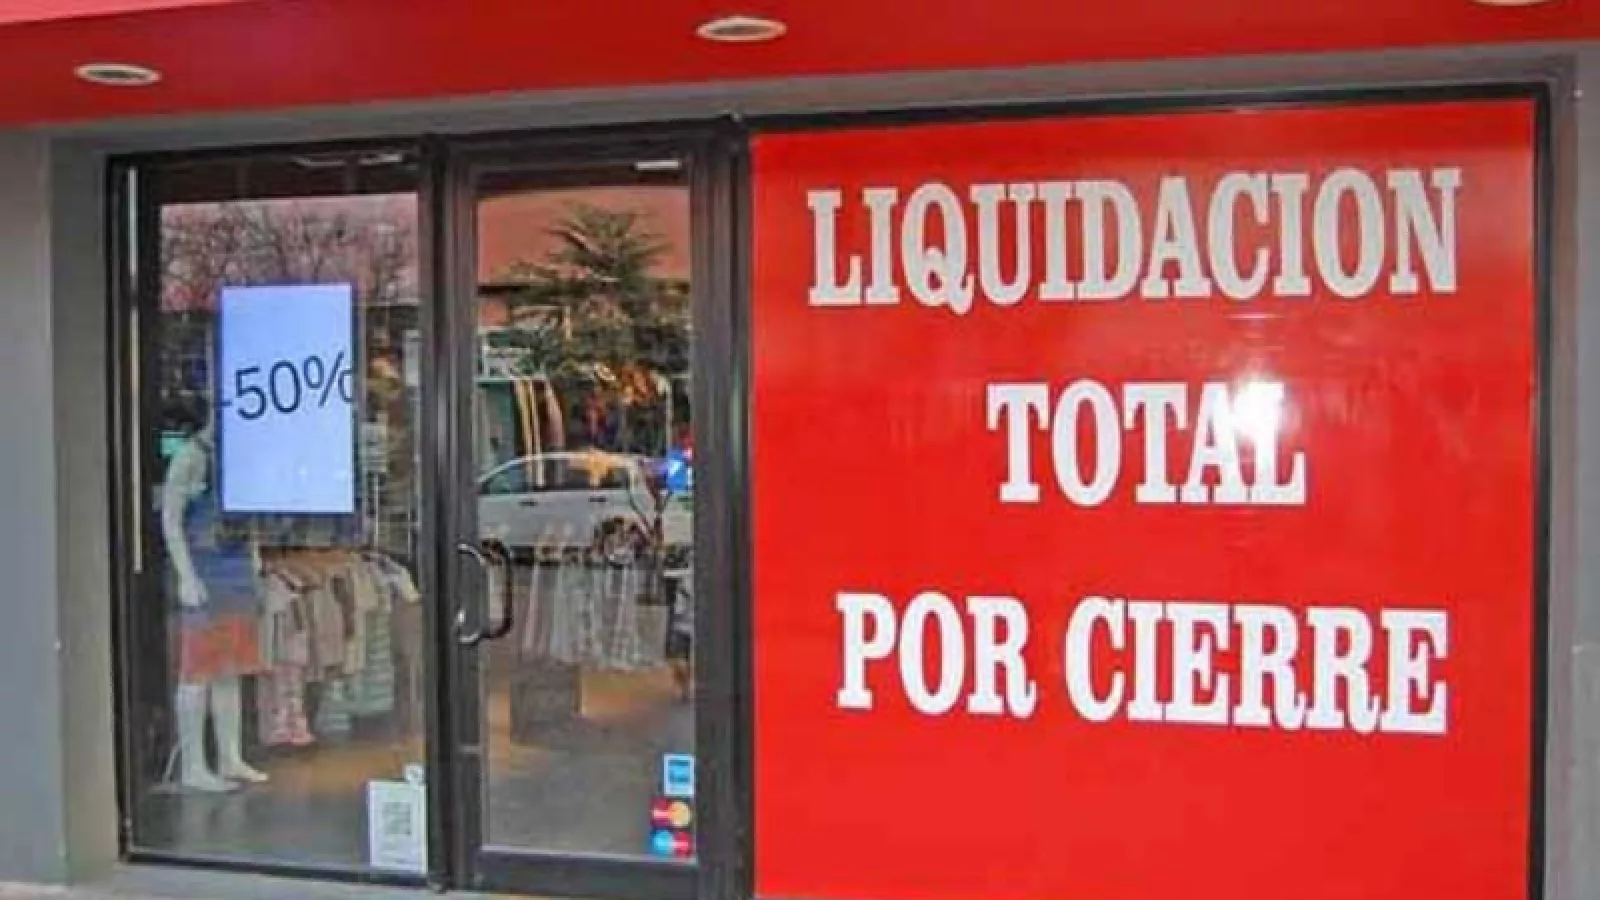 LIQUIDACION
TOTAL
POR CIERRE
-50%